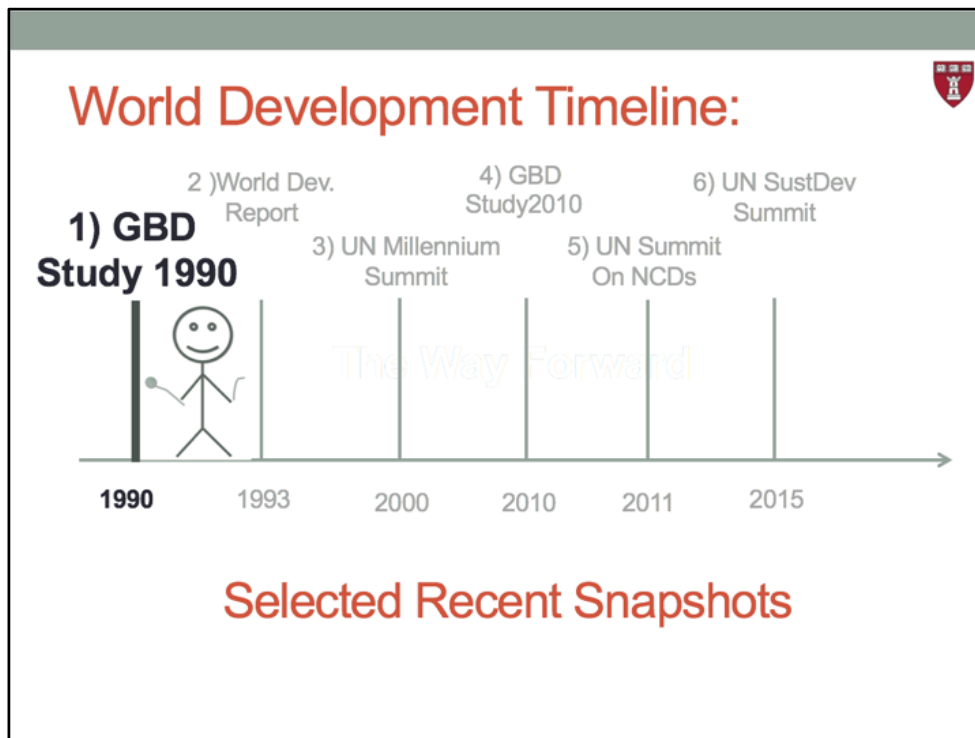 World Development Timeline:
2 )World Dev.
Report
4) GBD
Study2010
6) UN SustDev
Summit
1) GBD
Study 1990
3) UN Millennium
Summit
5) UN Summit
On NCDs
The Way Forward
1990
1993
2000
2010
2011
2015
Selected Recent Snapshots